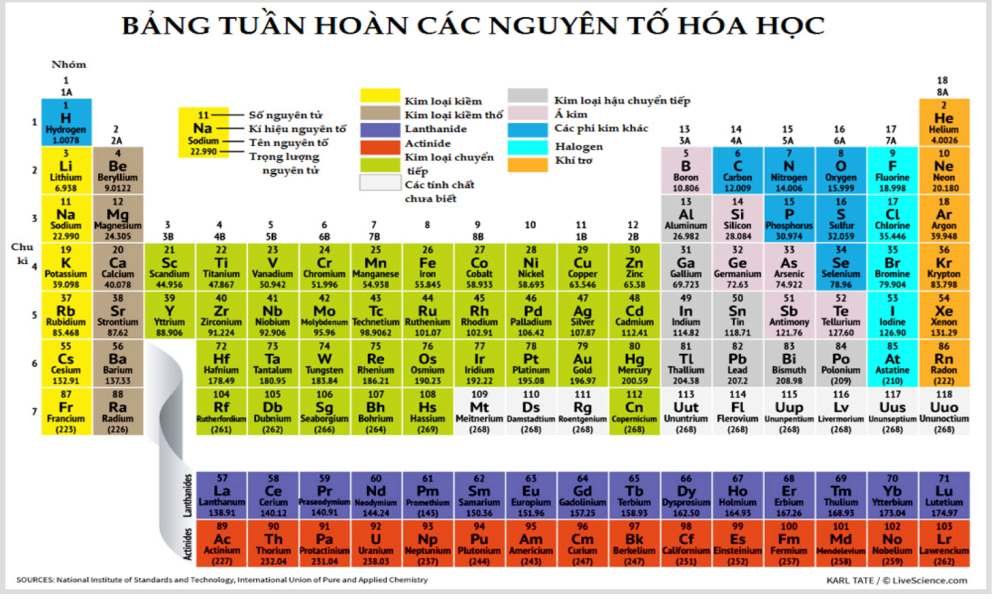 BẢNG TUẦN HOÀN CÁC NGUYÊN TỐ HÓA HỌC
Nhóm
1 18
1A 8A
11 Số nguyên tử
Na Kí hiệu nguyên tố
Sodium Tên nguyên tố
22.990 Trọng lượng
nguyên tử
Kim loại kiềm
Kim loại kiềm thổ
Lanthanide
Actinide
Kim loại chuyển
tiếp
Các tính chất
chưa biết
Kim loại hậu chuyển tiếp
Á kim
Các phi kim khác
Halogen
Khí trơ
Chu
kì
1 2
1 H He
Hydrogen Helium
1.0078 4.0026
2 13 14 15 16 17
2A 3A 4A 5A 6A 7A
3 4 5 6 7 8 9 10
2 Li Be B C N O F Ne
Lithium Beryllium Boron Carbon Nitrogen Oxygen Fluorine Neon
6.938 9.0122 10.806 12.009 14.006 15.999 18.998 20.180
11 12 13 14 15 16 17 18
3 Na Mg Al Si P S Cl Ar
Sodium Magnesium Aluminum Silicon Phosphorus Sulfur Chlorine Argon
22.990 24.305 26.982 28.084 30.974 32.059 35.446 39.948
3 4 5 6 7 8 9 10 11 12
3B 4B 5B 6B 7B 8B 1B 2B
19 20 21 22 23 24 25 26 27 28 29 30 31 32 33 34 35 36
4 K Ca Sc Ti V Cr Mn Fe Co Ni Cu Zn Ga Ge As Se Br Kr
Potassium Calcium Scandium Titanium Vanadium Chromium Manganese Iron Cobalt Nickel Copper Zinc Gallium Germanium Arsenic Selenium Bromine Krypton
39.098 40.078 44.956 47.867 50.942 51.996 54.938 55.845 58.933 58.693 63.546 65.38 69.723 72.63 74.922 78.96 79.904 83.798
37 38 39 40 41 42 43 44 45 46 47 48 49 50 51 52 53 54
5 Rb Sr Y Zr Nb Mo Tc Ru Rh Pd Ag Cd In Sn Sb Te I Xe
Rubidium Strontium Yttrium Zirconium Niobium Molybdenum Technetium Ruthenium Rhodium Palladium Silver Cadmium Indium Tin Antimony Tellurium Iodine Xenon
85.468 87.62 88.906 91.224 92.906 95.96 98.9062 101.07 102.91 106.42 107.87 112.41 114.82 118.71 121.76 127.60 126.90 131.29
55 56 72 73 74 75 76 77 78 79 80 81 82 83 84 85 86
6 Cs Ba Hf Ta W Re Os Ir Pt Au Hg Tl Pb Bi Po At Rn
Cesium Barium Hafnium Tantalum Tungsten Rhenium Osmium Iridium Platinum Gold Mercury Thallium Lead Bismuth Polonium Astatine Radon
132.91 137.33 178.49 180.95 183.84 186.21 190.23 192.22 195.08 196.97 200.59 204.38 207.2 208.98 (209) (210) (222)
87 88 104 105 106 107 108 109 110 111 112 113 114 115 116 117 118
7 Fr Ra Rf Db Sg Bh Hs Mt Ds Rg Cn Uut Fl Uup Lv Uus Uuo
Francium Radium Rutherfordium Dubnium Seaborgium Bohrium Hassium Meitnerium Damstadtium Roentgenium Copernicium Ununtrium Flerovium Ununpentium Livermorium Ununseptium Ununoctium
(223) (226) (261) (262) (266) (264) (269) (268) (268) (268) (268) (268) (268) (268) (268) (268) (268)
Lanthanides
57 58 59 60 61 62 63 64 65 66 67 68 69 70 71
La Ce Pr Nd Pm Sm Eu Gd Tb Dy Ho Er Tm Yb Lu
Lanthanum Cerium Praseodymium Neodymium Promethium Samarium Europium Gadolinium Terbium Dysprosium Holmium Erbium Thulium Ytterbium Lutetium
138.91 140.12 140.91 144.24 (145) 150.36 151.96 157.25 158.93 162.50 164.93 167.26 168.93 173.04 174.97
Actinides
89 90 91 92 93 94 95 96 97 98 99 100 101 102 103
Ac Th Pa U Np Pu Am Cm Bk Cf Es Fm Md No Lr
Actinium Thorium Protactinium Uranium Neptunium Plutonium Americium Curium Berkelium Californium Einsteinium Fermium Mendelevium Nobelium Lawrencium
(227) 232.04 231.04 238.03 (237) (244) (243) (247) (247) (251) (252) (257) (258) (259) (262)
SOURCES: National Institute of Standards and Technology, International Union of Pure and Applied Chemistry
KARL TATE / © LiveScience.com